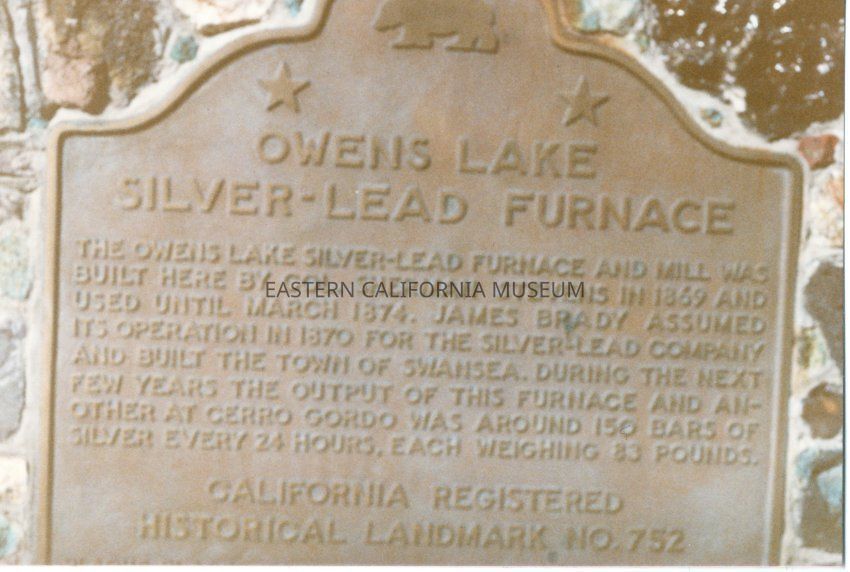 OWENS LAKE
SILVER-LEAD FURNACE
THE OWENS LAKE SILVER-LEAD FURNACE AND MILL WAS
BUILT HERE BY COL. IN 1869 AND
EASTERN CALIFORNIA MUSEUM
USED UNTIL MARCH 1874. JAMES BRADY ASSUMED
ITS OPERATION IN 1870 FOR THE SILVER-LEAD COMPANY
AND BUILT THE TOWN OF SWANSEA. DURING THE NEXT
FEW YEARS THE OUTPUT OF THIS FURNACE AND AN-
OTHER AT CERRO GORDO WAS AROUND 150 BARS OF
SILVER EVERY 24 HOURS, EACH WEIGHING 83 POUNDS.
CALIFORNIA REGISTERED
HISTORICAL LANDMARK NO. 752